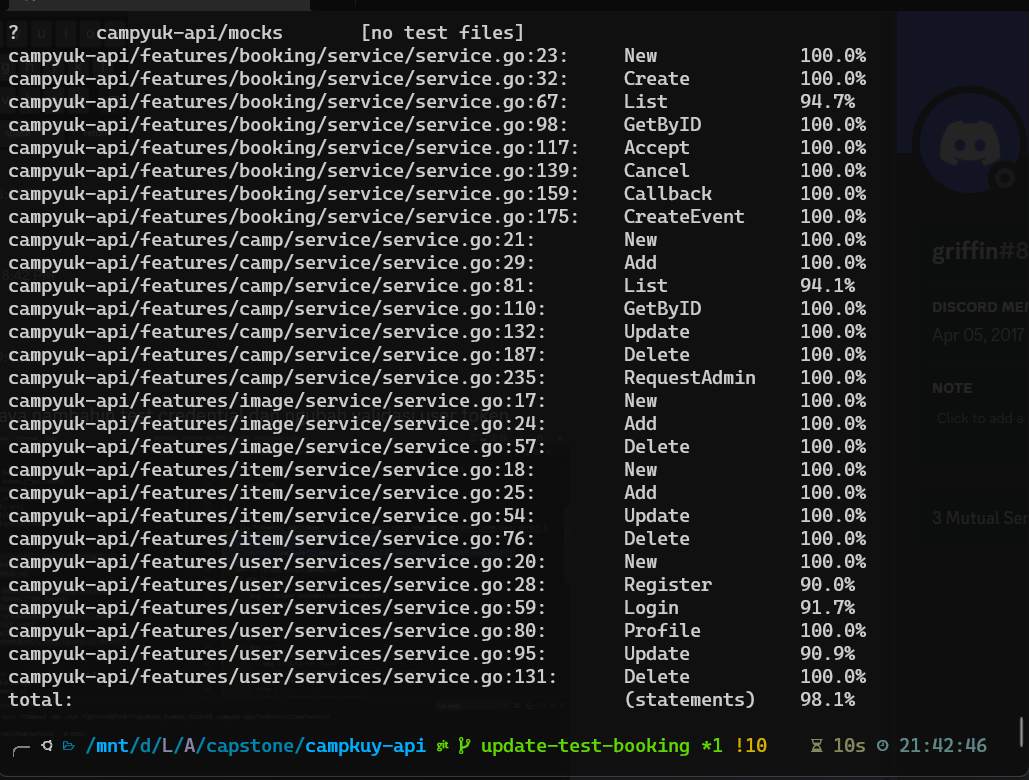 ?       campyuk-api/mocks       [no test files]
campyuk-api/features/booking/service/service.go:23:     New     100.0%
campyuk-api/features/booking/service/service.go:32:     Create  100.0%
campyuk-api/features/booking/service/service.go:67:     List    94.7%
campyuk-api/features/booking/service/service.go:98:     GetByID 100.0%
campyuk-api/features/booking/service/service.go:117:    Accept  100.0%
campyuk-api/features/booking/service/service.go:139:    Cancel  100.0%
campyuk-api/features/booking/service/service.go:159:    Callback        100.0%
campyuk-api/features/booking/service/service.go:175:    CreateEvent     100.0%
campyuk-api/features/camp/service/service.go:21:        New     100.0%
campyuk-api/features/camp/service/service.go:29:        Add     100.0%
campyuk-api/features/camp/service/service.go:81:        List    94.1%
campyuk-api/features/camp/service/service.go:110:       GetByID 100.0%
campyuk-api/features/camp/service/service.go:132:       Update  100.0%
campyuk-api/features/camp/service/service.go:187:       Delete  100.0%
campyuk-api/features/camp/service/service.go:235:       RequestAdmin    100.0%
campyuk-api/features/image/service/service.go:17:       New     100.0%
campyuk-api/features/image/service/service.go:24:       Add     100.0%
campyuk-api/features/image/service/service.go:57:       Delete  100.0%
campyuk-api/features/item/service/service.go:18:        New     100.0%
campyuk-api/features/item/service/service.go:25:        Add     100.0%
campyuk-api/features/item/service/service.go:54:        Update  100.0%
campyuk-api/features/item/service/service.go:76:        Delete  100.0%
campyuk-api/features/user/services/service.go:20:       New     100.0%
campyuk-api/features/user/services/service.go:28:       Register        90.0%
campyuk-api/features/user/services/service.go:59:       Login   91.7%
campyuk-api/features/user/services/service.go:80:       Profile 100.0%
campyuk-api/features/user/services/service.go:95:       Update  90.9%
campyuk-api/features/user/services/service.go:131:      Delete  100.0%
total:  (statements)    98.1%
/mnt/d/L/A/capstone/campkuy-api git update-test-booking *1 !10 10s 21:42:46
griffin#8
DISCORD ME
Apr 05, 2017
NOTE
Click to add a
3 Mutual Ser